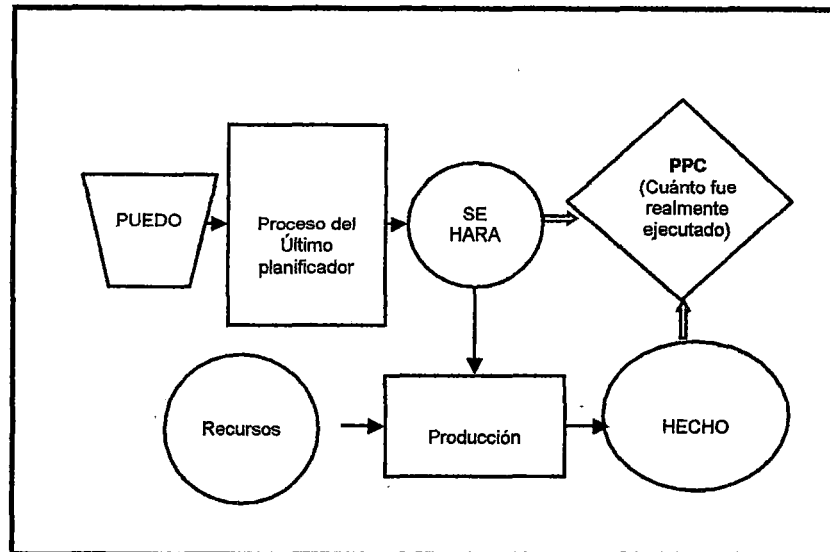 PUEDO
Proceso del
Último
planificador
SE
HARA
PPC
(Cuánto fue
realmente
ejecutado)
Recursos
Producción
HECHO